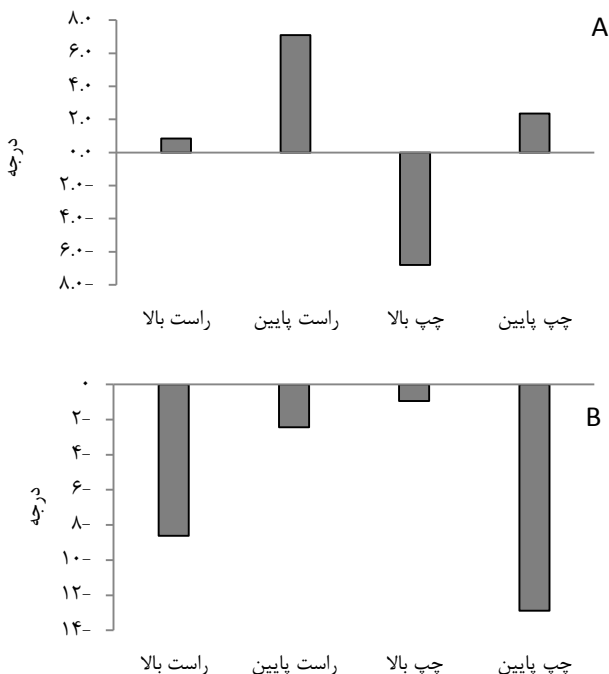 A
۸.۰
۶.۰
۴.۰
۲.۰
۰.۰
۲.۰-
۴.۰-
۶.۰-
۸.۰-
درجه
راست بالا
راست پایین
چپ بالا
چپ پایین
B
۰
۲-
۴-
۶-
۸-
۱۰-
۱۲-
۱۴-
درجه
راست بالا
راست پایین
چپ بالا
چپ پایین